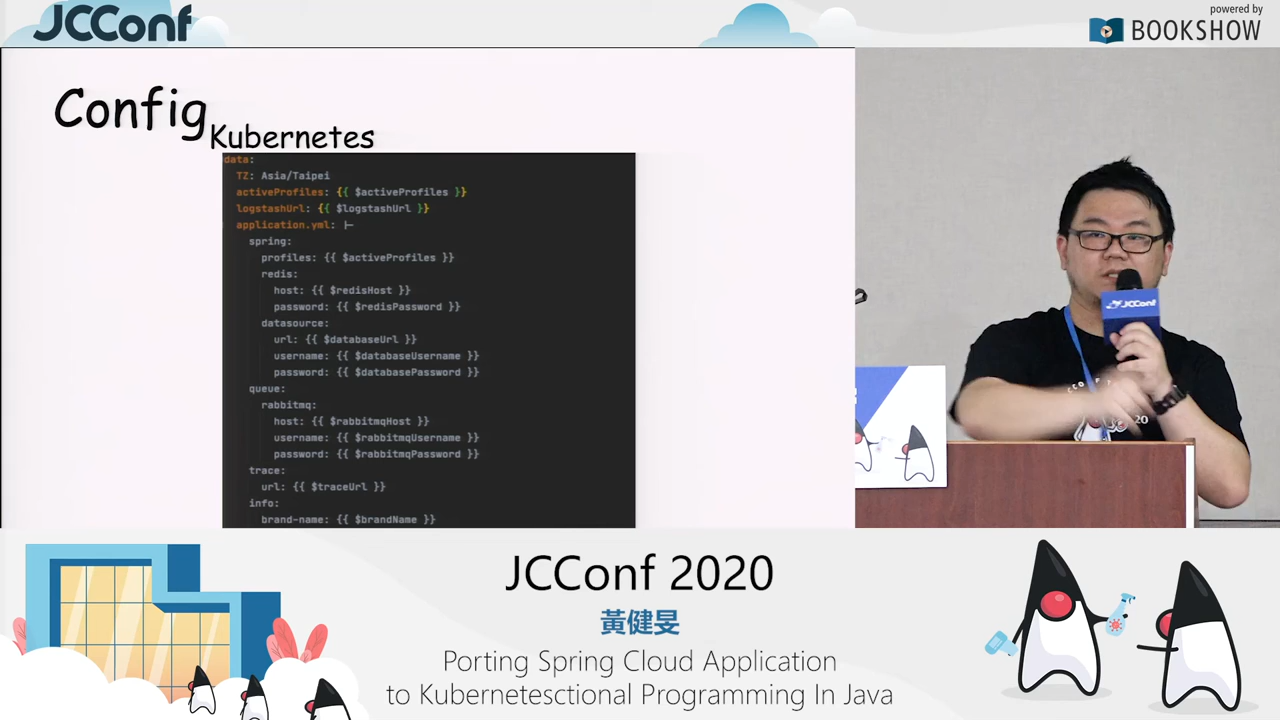 JCConf
powered by
BOOKSHOW
Config
Kubernetes
data:
TZ: Asia/Taipei
activeProfiles: {{ $activeProfiles }}
logstashUrl: {{ $logstashUrl }}
application.yml: |-
spring:
profiles: {{ $activeProfiles }}
redis:
host: {{ $redisHost }}
password: {{ $redisPassword }}
datasource:
url: {{ $databaseUrl }}
username: {{ $databaseUsername }}
password: {{ $databasePassword }}
queue:
rabbitmq:
host: {{ $rabbitmqHost }}
username: {{ $rabbitmqUsername }}
password: {{ $rabbitmqPassword }}
trace:
url: {{ $traceUrl }}
info:
brand-name: {{ $brandName }}
JCConf
JCConf 2020
黃健旻
Porting Spring Cloud Application
to Kubernetesctional Programming In Java